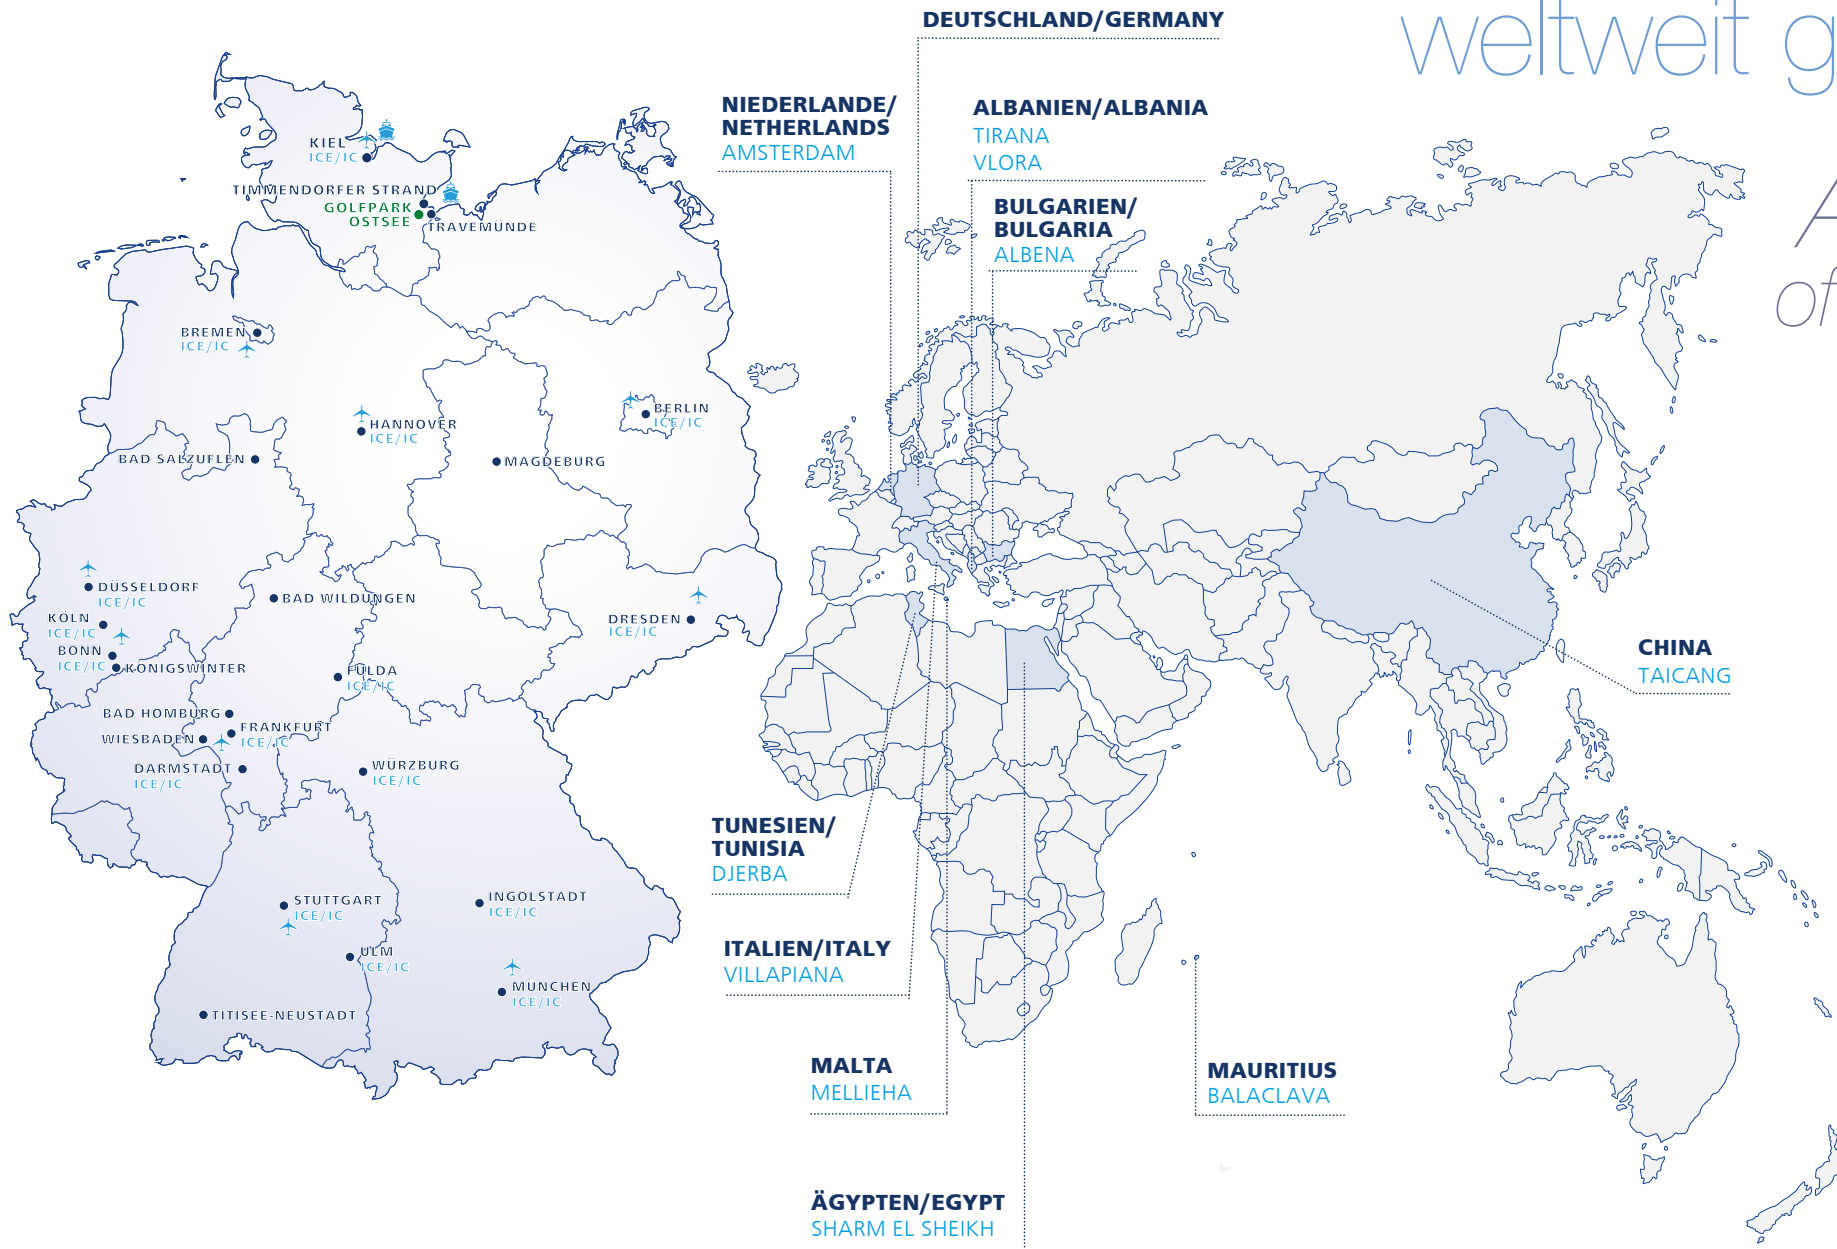 weltweit g
A
of
DEUTSCHLAND/GERMANY
NIEDERLANDE/
NETHERLANDS
AMSTERDAM
ALBANIEN/ALBANIA
TIRANA
VLORA
BULGARIEN/
BULGARIA
ALBENA
KIEL
ICE/IC
TIMMENDORFER STRAND
GOLFPARK
OSTSEE
TRAVEMÜNDE
BREMEN
ICE/IC
HANNOVER
ICE/IC
BERLIN
ICE/IC
BAD SALZUFLEN
MAGDEBURG
DÜSSELDORF
ICE/IC
BAD WILDUNGEN
KÖLN
ICE/IC
DRESDEN
ICE/IC
BONN
ICE/IC
KÖNIGSWINTER
FULDA
ICE/IC
BAD HOMBURG
FRANKFURT
ICE/IC
WIESBADEN
DARMSTADT
ICE/IC
WÜRZBURG
ICE/IC
STUTTGART
ICE/IC
INGOLSTADT
ICE/IC
ULM
ICE/IC
MÜNCHEN
ICE/IC
TITISEE-NEUSTADT
CHINA
TAICANG
TUNESIEN/
TUNISIA
DJERBA
ITALIEN/ITALY
VILLAPIANA
MALTA
MELLIEHA
MAURITIUS
BALACLAVA
ÄGYPTEN/EGYPT
SHARM EL SHEIKH